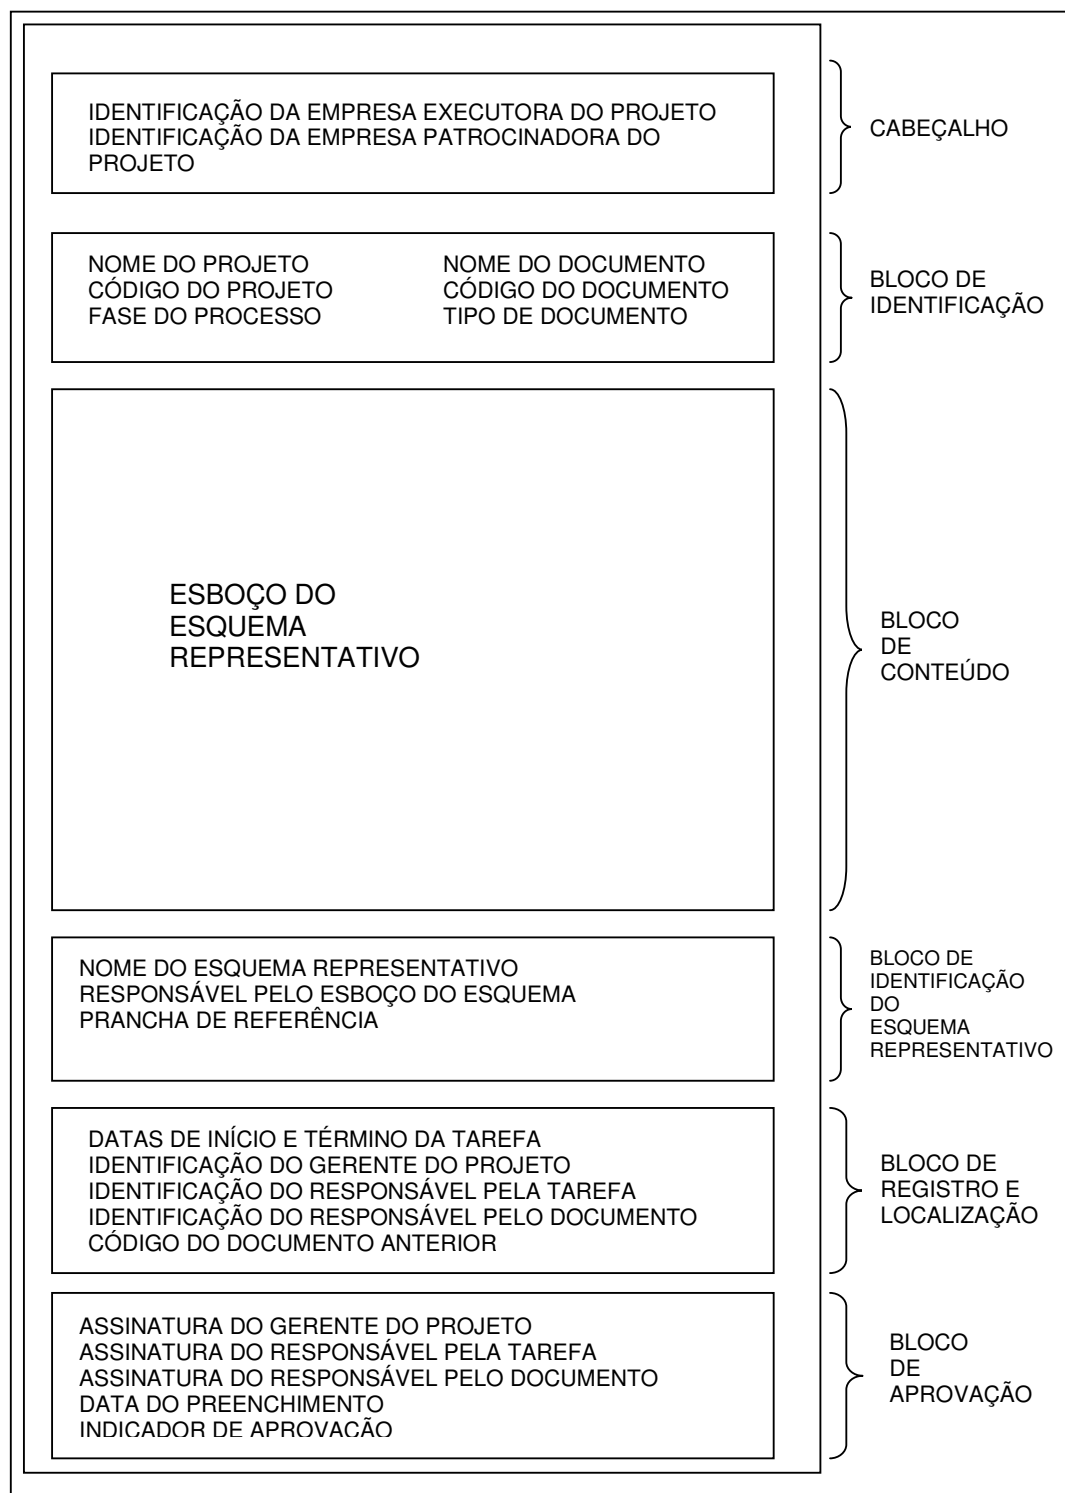 IDENTIFICAÇÃO DA EMPRESA EXECUTORA DO PROJETO
IDENTIFICAÇÃO DA EMPRESA PATROCINADORA DO
PROJETO
CABEÇALHO
NOME DO PROJETO
CÓDIGO DO PROJETO
FASE DO PROCESSO
NOME DO DOCUMENTO
CÓDIGO DO DOCUMENTO
TIPO DE DOCUMENTO
BLOCO DE
IDENTIFICAÇÃO
ESBOÇO DO
ESQUEMA
REPRESENTATIVO
BLOCO
DE
CONTEÚDO
NOME DO ESQUEMA REPRESENTATIVO
RESPONSÁVEL PELO ESBOÇO DO ESQUEMA
PRANCHA DE REFERÊNCIA
BLOCO DE
IDENTIFICAÇÃO
DO
ESQUEMA
REPRESENTATIVO
DATAS DE INÍCIO E TÉRMINO DA TAREFA
IDENTIFICAÇÃO DO GERENTE DO PROJETO
IDENTIFICAÇÃO DO RESPONSÁVEL PELA TAREFA
IDENTIFICAÇÃO DO RESPONSÁVEL PELO DOCUMENTO
CÓDIGO DO DOCUMENTO ANTERIOR
BLOCO DE
REGISTRO E
LOCALIZAÇÃO
ASSINATURA DO GERENTE DO PROJETO
ASSINATURA DO RESPONSÁVEL PELA TAREFA
ASSINATURA DO RESPONSÁVEL PELO DOCUMENTO
DATA DO PREENCHIMENTO
INDICADOR DE APROVAÇÃO
BLOCO
DE
APROVAÇÃO